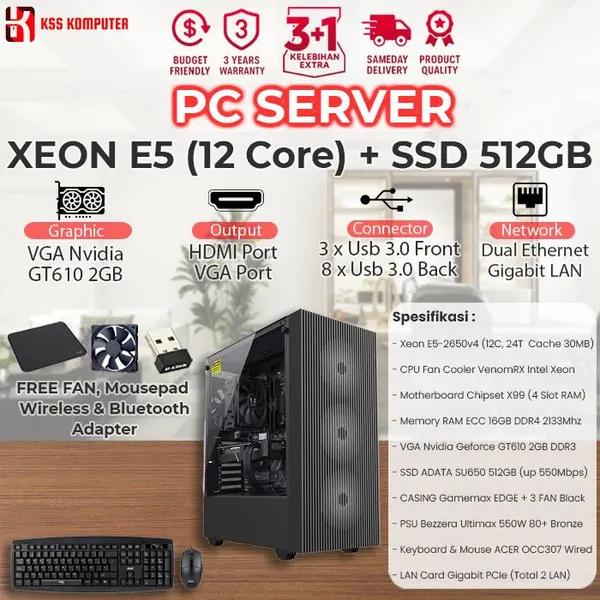 KSS KOMPUTER
$
BUDGET
FRIENDLY
3
3 YEARS
WARRANTY
3+1
KELEBIHAN
EXTRA
SAMEDAY
DELIVERY
PRODUCT
QUALITY
PC SERVER
XEON E5 (12 Core) + SSD 512GB
Graphic
VGA Nvidia
GT610 2GB
Output
HDMI Port
VGA Port
Connector
3 x Usb 3.0 Front
8 x Usb 3.0 Back
Network
Dual Ethernet
Gigabit LAN
FREE FAN, Mousepad
Wireless & Bluetooth
Adapter
Spesifikasi :
- Xeon E5-2650v4 (12C, 24T Cache 30MB)
- CPU Fan Cooler VenomRX Intel Xeon
- Motherboard Chipset X99 (4 Slot RAM)
- Memory RAM ECC 16GB DDR4 2133Mhz
- VGA Nvidia Geforce GT610 2GB DDR3
- SSD ADATA SU650 512GB (up 550Mbps)
- CASING Gamemax EDGE + 3 FAN Black
- PSU Bezzera Ultimax 550W 80+ Bronze
- Keyboard & Mouse ACER OCC307 Wired
- LAN Card Gigabit PCIe (Total 2 LAN)